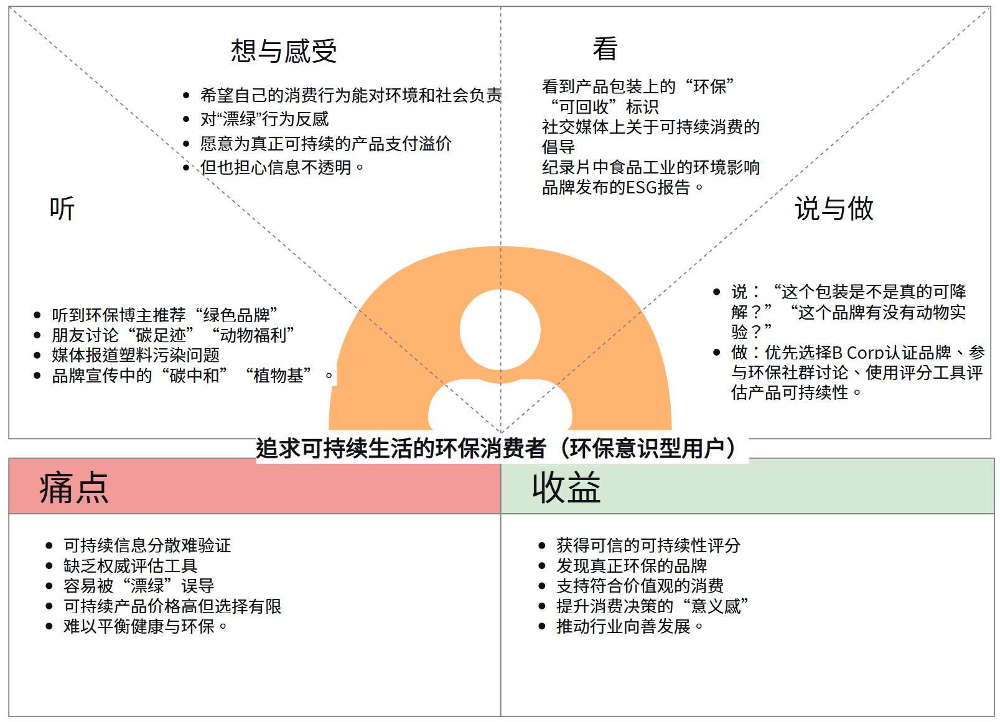 想与感受
希望自己的消费行为能对环境和社会负责
对“漂绿”行为反感
愿意为真正可持续的产品支付溢价
但也担心信息不透明。
看
看到产品包装上的“环保”
“可回收”标识
社交媒体上关于可持续消费的
倡导
纪录片中食品工业的环境影响
品牌发布的ESG报告。
听
听到环保博主推荐“绿色品牌”
朋友讨论“碳足迹”“动物福利”
媒体报道塑料污染问题
品牌宣传中的“碳中和”“植物基”。
说与做
说：“这个包装是不是真的可降
解？”“这个品牌有没有动物实
验？”
做：优先选择B Corp认证品牌、参
与环保社群讨论、使用评分工具评
估产品可持续性。
追求可持续生活的环保消费者（环保意识型用户）
痛点
可持续信息分散难验证
缺乏权威评估工具
容易被“漂绿”误导
可持续产品价格高但选择有限
难以平衡健康与环保。
收益
获得可信的可持续性评分
发现真正环保的品牌
支持符合价值观的消费
提升消费决策的“意义感”
推动行业向善发展。